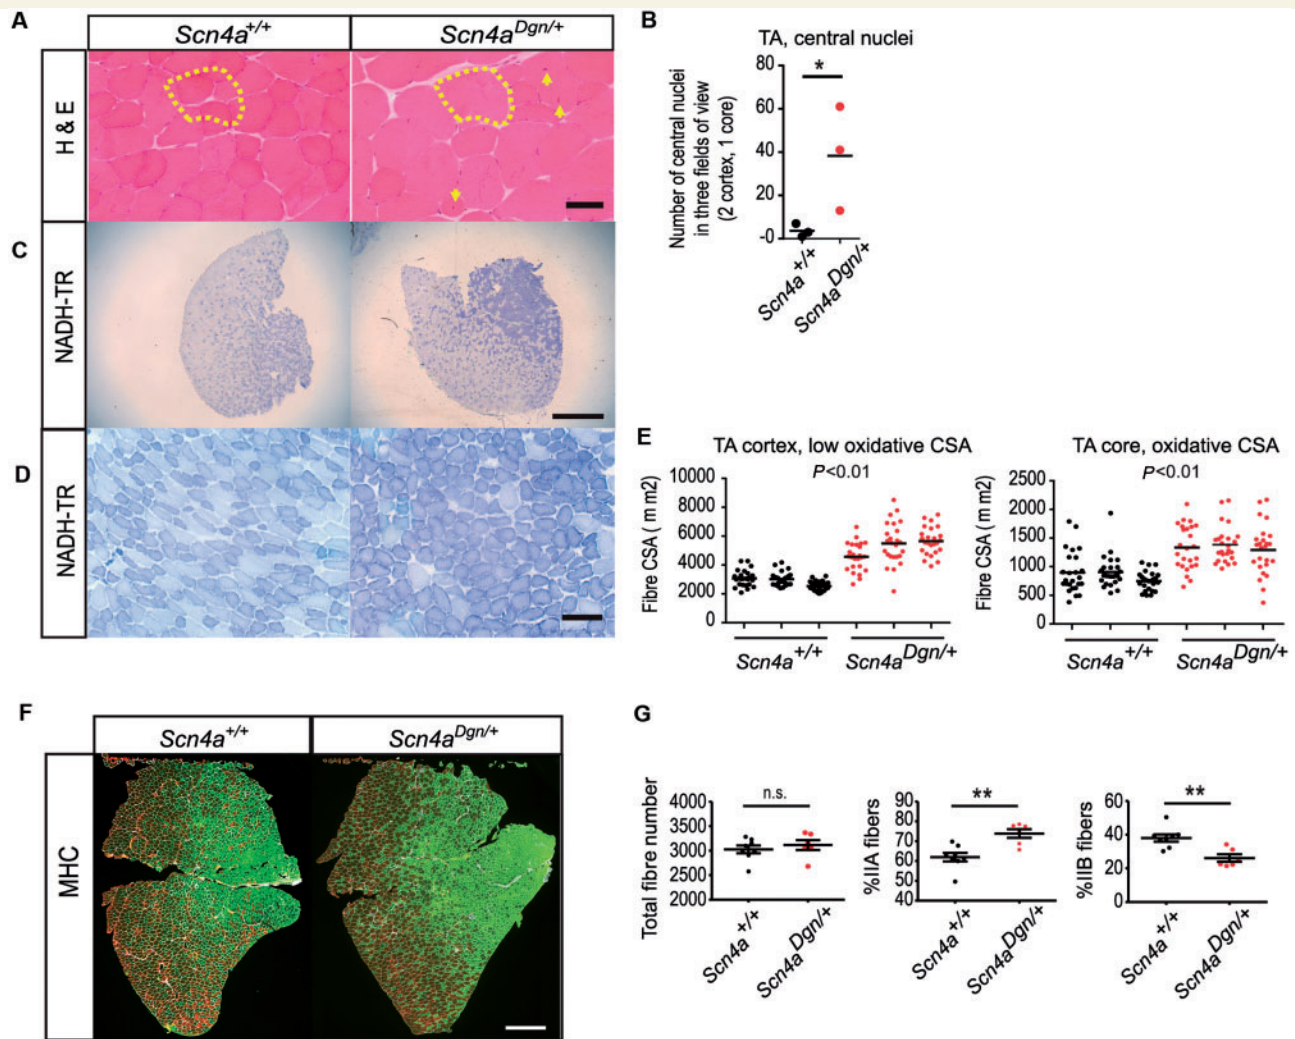 A
Scn4a+/+
Scn4aDgn/+
H & E
B
TA, central nuclei
*
Number of central nuclei
in three fields of view
(2 cortex, 1 core)
80
60
40
20
-0
Scn4a+/+
Scn4aDgn/+
C
NADH-TR
D
NADH-TR
E
TA cortex, low oxidative CSA
P<0.01
Fibre CSA ( m m2)
10000
8000
6000
4000
2000
0
Scn4a+/+
Scn4aDgn/+
TA core, oxidative CSA
P<0.01
Fibre CSA ( m m2)
2500
2000
1500
1000
500
0
Scn4a+/+
Scn4aDgn/+
F
Scn4a+/+
Scn4aDgn/+
MHC
G
n.s.
Total fibre number
4000
3500
3000
2500
2000
Scn4a+/+
Scn4aDgn/+
**
%IIA fibers
90
80
70
60
50
40
Scn4a+/+
Scn4aDgn/+
**
%IIB fibers
60
40
20
0
Scn4a+/+
Scn4aDgn/+